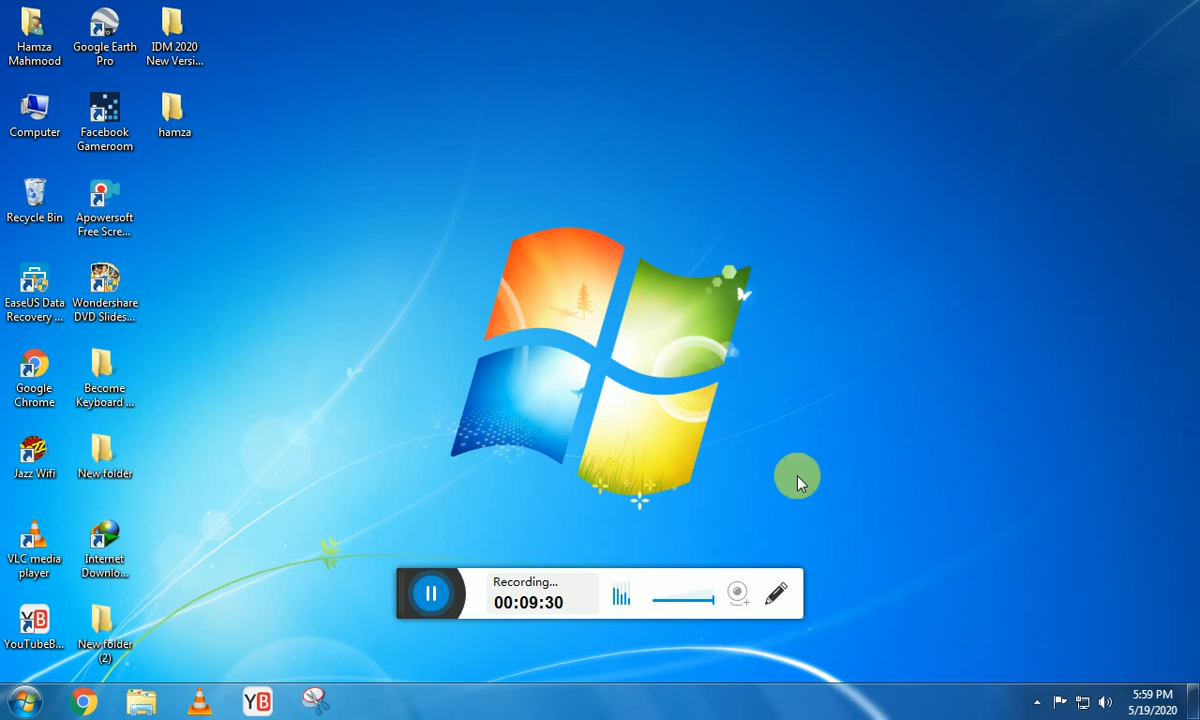 Hamza
Mahmood
Google Earth
Pro
IDM 2020
New Versi...
Computer
Facebook
Gameroom
hamza
Recycle Bin
Apowersoft
Free Scre...
EaseUS Data
Recovery ...
Wondershare
DVD Slides...
Google
Chrome
Become
Keyboard ...
Jazz Wifi
New folder
VLC media
player
Internet
Downlo...
YB
YouTubeB...
New folder
(2)
Recording...
00:09:30
YB
5:59 PM
5/19/2020